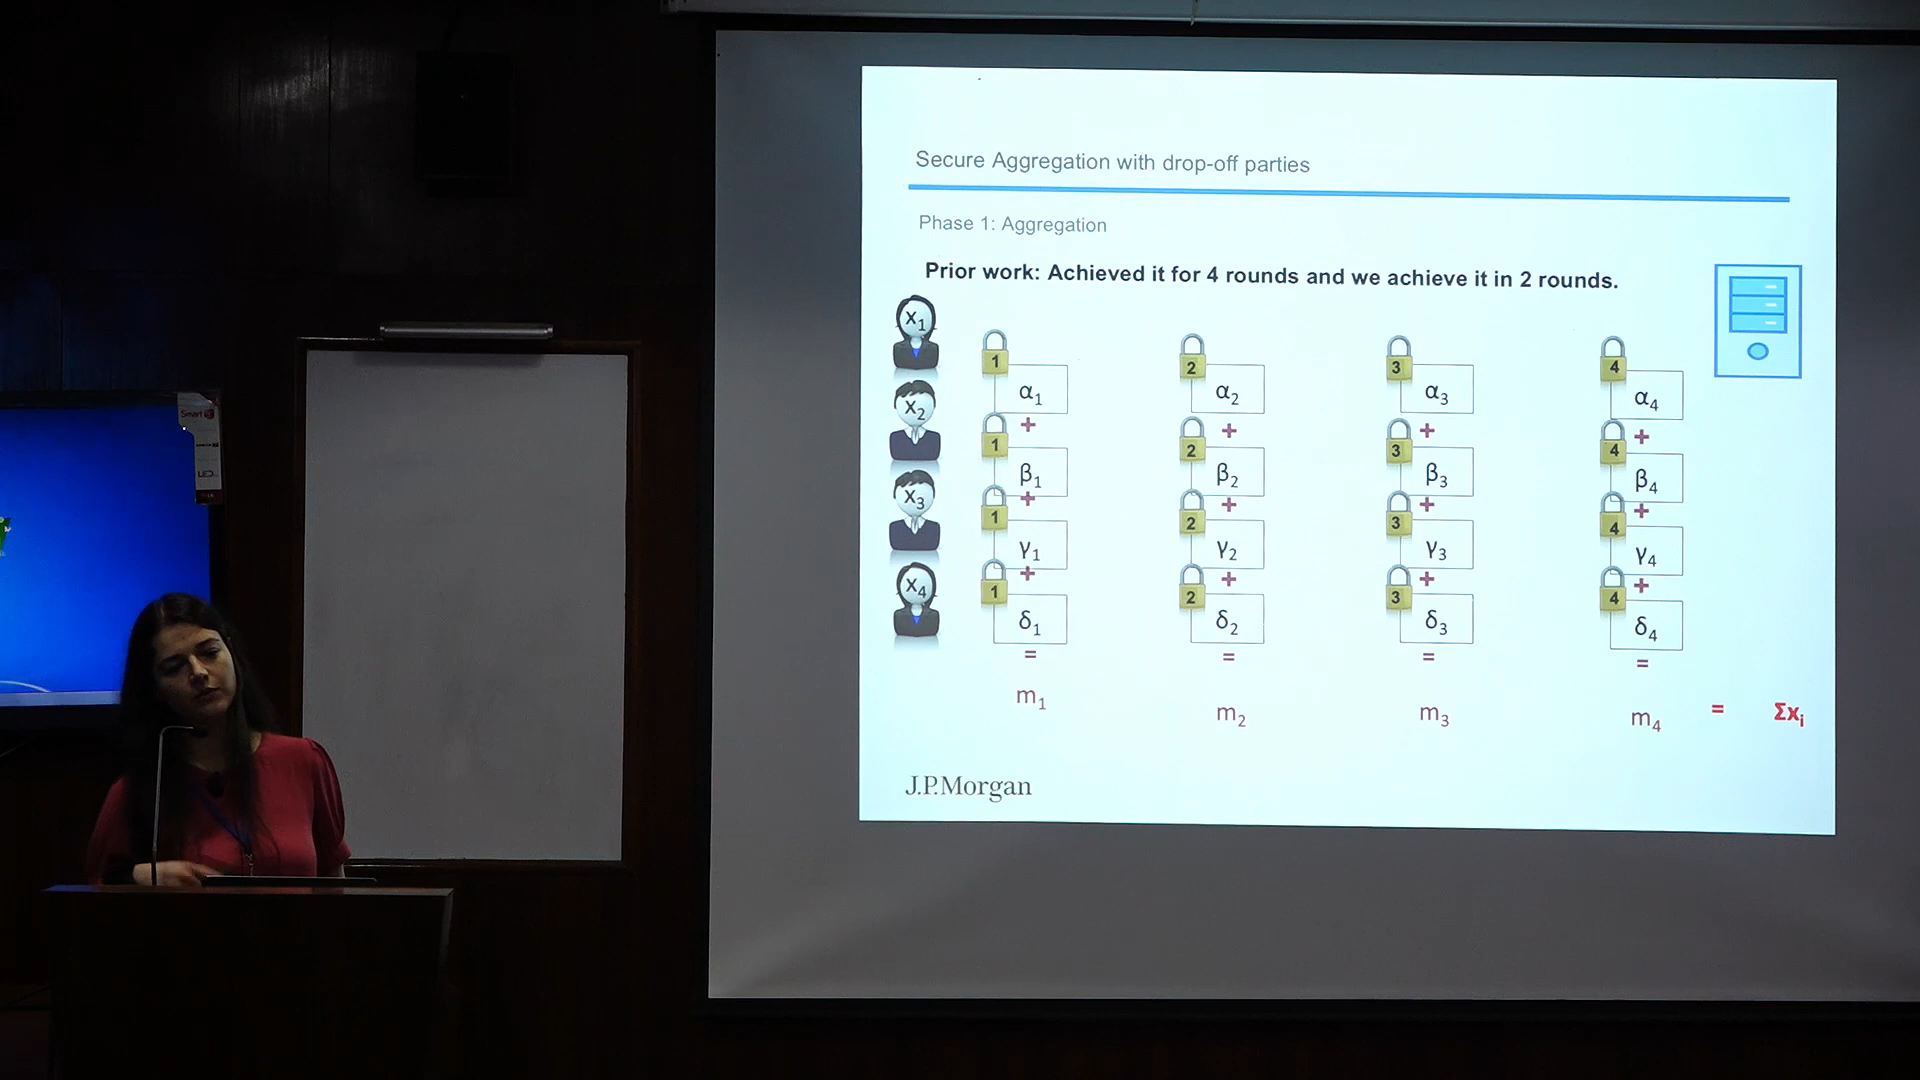 Secure Aggregation with drop-off parties
Phase 1: Aggregation
Prior work: Achieved it for 4 rounds and we achieve it in 2 rounds.
X₁
1 α₁ 2 α₂ 3 α₃ 4 α₄
+ + + +
X₂
1 β₁ 2 β₂ 3 β₃ 4 β₄
+ + + +
X₃
1 γ₁ 2 γ₂ 3 γ₃ 4 γ₄
+ + + +
X₄
1 δ₁ 2 δ₂ 3 δ₃ 4 δ₄
= = = =
m₁ m₂ m₃ m₄ = Σxᵢ
J.P.Morgan
Smart